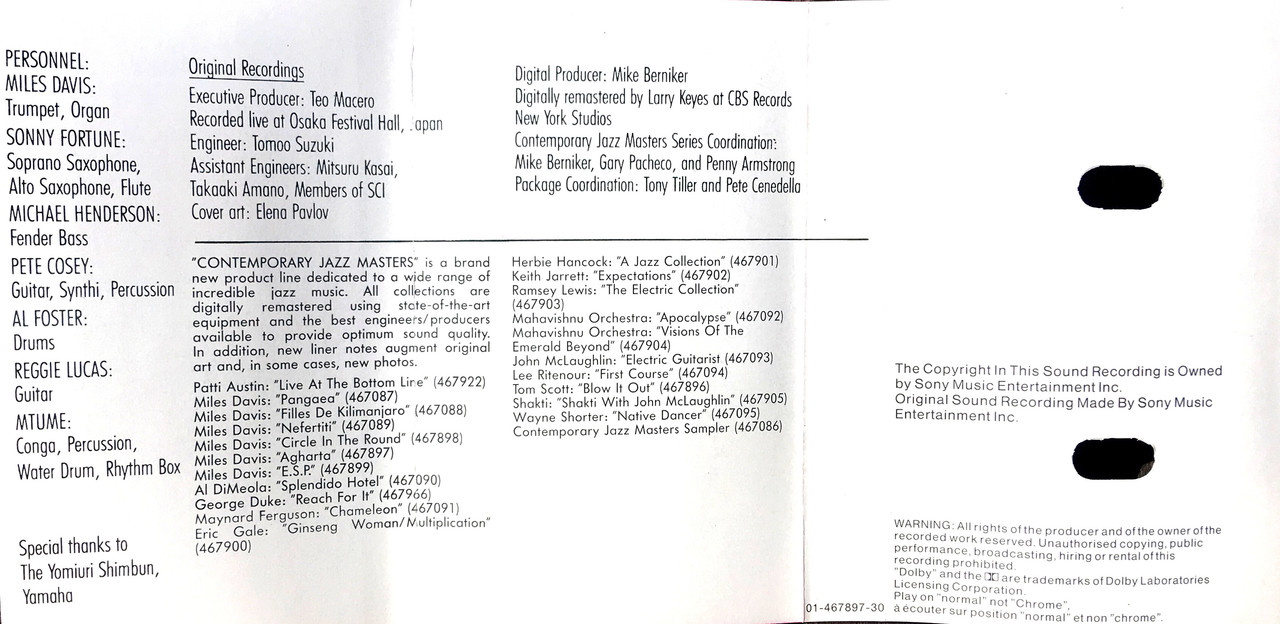 PERSONNEL:
MILES DAVIS:
Trumpet, Organ
SONNY FORTUNE:
Soprano Saxophone,
Alto Saxophone, Flute
MICHAEL HENDERSON:
Fender Bass
PETE COSEY:
Guitar, Synthi, Percussion
AL FOSTER:
Drums
REGGIE LUCAS:
Guitar
MTUME:
Conga, Percussion,
Water Drum, Rhythm Box
Special thanks to
The Yomiuri Shimbun,
Yamaha
Original Recordings
Executive Producer: Teo Macero
Recorded live at Osaka Festival Hall, Japan
Engineer: Tomoo Suzuki
Assistant Engineers: Mitsuru Kasai,
Takaaki Amano, Members of SCI
Cover art: Elena Pavlov
Digital Producer: Mike Berniker
Digitally remastered by Larry Keyes at CBS Records
New York Studios
Contemporary Jazz Masters Series Coordination:
Mike Berniker, Gary Pacheco, and Penny Armstrong
Package Coordination: Tony Tiller and Pete Cenedella
"CONTEMPORARY JAZZ MASTERS" is a brand
new product line dedicated to a wide range of
incredible jazz music. All collections are
digitally remastered using state-of-the-art
equipment and the best engineers/producers
available to provide optimum sound quality.
In addition, new liner notes augment original
art and, in some cases, new photos.
Patti Austin: "Live At The Bottom Line" (467922)
Miles Davis: "Pangaea" (467087)
Miles Davis: "Filles De Kilimanjaro" (467088)
Miles Davis: "Nefertiti" (467089)
Miles Davis: "Circle In The Round" (467898)
Miles Davis: "Agharta" (467897)
Miles Davis: "E.S.P." (467899)
Al DiMeola: "Splendido Hotel" (467090)
George Duke: "Reach For It" (467966)
Maynard Ferguson: "Chameleon" (467091)
Eric Gale: "Ginseng Woman/Multiplication"
(467900)
Herbie Hancock: "A Jazz Collection" (467901)
Keith Jarrett: "Expectations" (467902)
Ramsey Lewis: "The Electric Collection"
(467903)
Mahavishnu Orchestra: "Apocalypse" (467092)
Mahavishnu Orchestra: "Visions Of The
Emerald Beyond" (467904)
John McLaughlin: "Electric Guitarist (467093)
Lee Ritenour: "First Course" (467094)
Tom Scott: "Blow It Out" (467896)
Shakti: "Shakti With John McLaughlin" (467905)
Wayne Shorter: "Native Dancer" (467095)
Contemporary Jazz Masters Sampler (467086)
The Copyright In This Sound Recording is Owned
by Sony Music Entertainment Inc.
Original Sound Recording Made By Sony Music
Entertainment Inc.
WARNING: All rights of the producer and of the owner of the
recorded work reserved. Unauthorised copying, public
performance, broadcasting, hiring or rental of this
recording prohibited.
"Dolby" and the are trademarks of Dolby Laboratories
Licensing Corporation.
Play on "normal" not "Chrome",
à écouter sur position "normal" et non "chrome".
01-467897-30